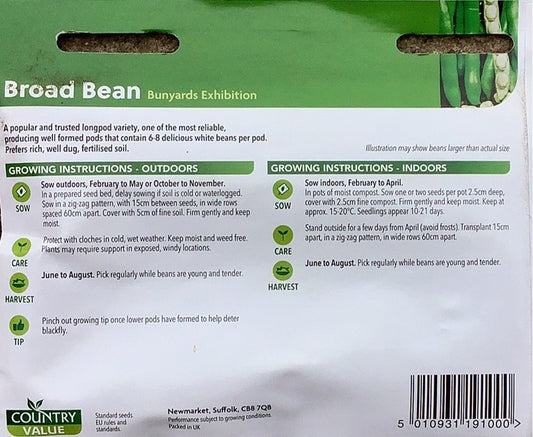 Broad Bean Bunyards Exhibition
A popular and trusted longpod variety, one of the most reliable,
producing well formed pods that contain 6-8 delicious white beans per pod.
Prefers rich, well dug, fertilised soil.
Illustration may show beans larger than actual size
GROWING INSTRUCTIONS - OUTDOORS
SOW
Sow outdoors, February to May or October to November.
In a prepared seed bed, delay sowing if soil is cold or waterlogged.
Sow in a zig-zag pattern, with 15cm between seeds, in wide rows
spaced 60cm apart. Cover with 5cm of fine soil. Firm gently and keep
moist.
CARE
Protect with cloches in cold, wet weather. Keep moist and weed free.
Plants may require support in exposed, windy locations.
HARVEST
June to August. Pick regularly while beans are young and tender.
TIP
Pinch out growing tip once lower pods have formed to help deter
blackfly.
GROWING INSTRUCTIONS - INDOORS
SOW
Sow indoors, February to April.
In pots of moist compost. Sow one or two seeds per pot 2.5cm deep,
cover with 2.5cm fine compost. Firm gently and keep moist. Keep at
approx. 15-20°C. Seedlings appear 10-21 days.
CARE
Stand outside for a few days from April (avoid frosts). Transplant 15cm
apart, in a zig-zag pattern, in wide rows 60cm apart.
HARVEST
June to August. Pick regularly while beans are young and tender.
COUNTRY
VALUE
Standard seeds
EU rules and
standards.
Newmarket, Suffolk, CB8 7QB
Performance subject to growing conditions.
Packed in UK
5 010931 191000 >